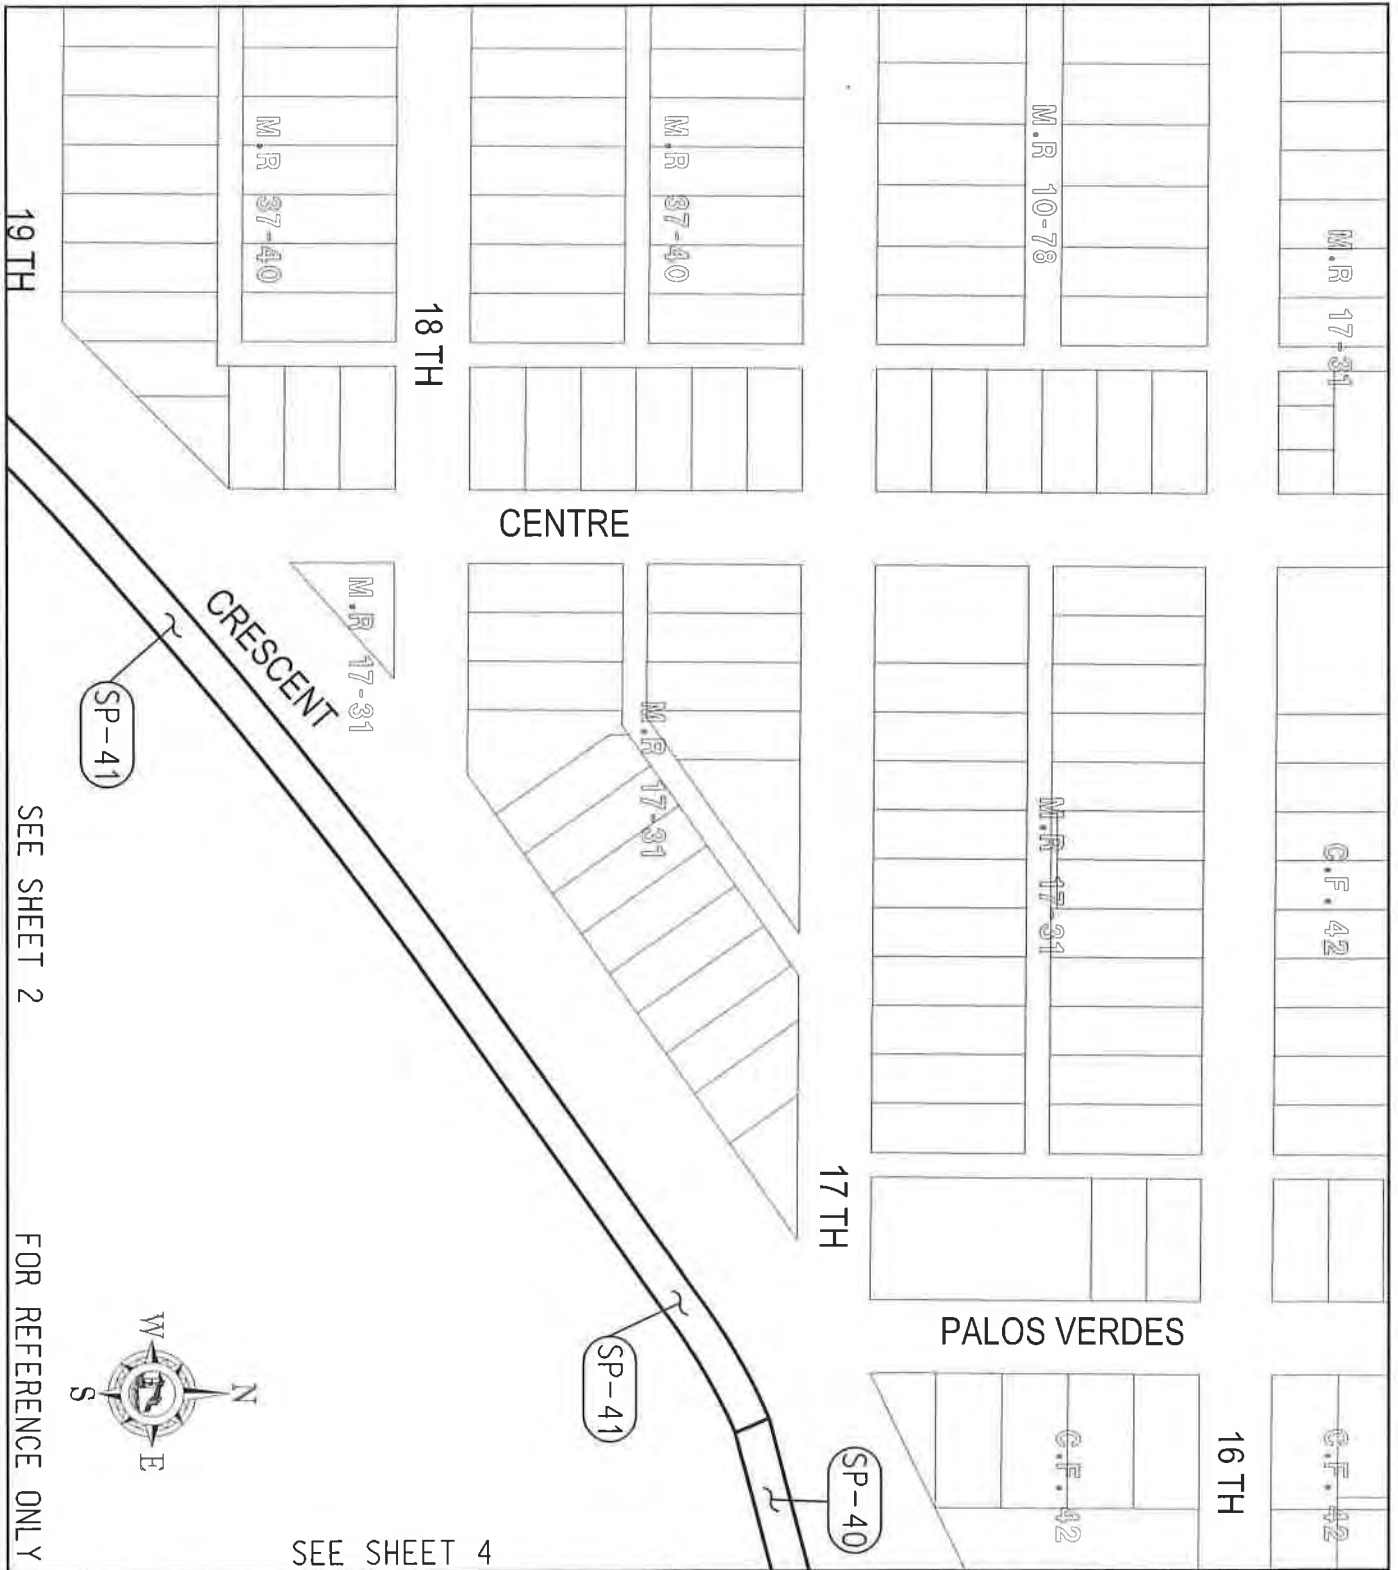 M.R 37-40
M.R 37-40
M.R 10-78
M.R 17-31
19 TH
18 TH
CENTRE
CRESCENT
M.R 17-31
M.R 17-31
M.R 17-31
C.F. 42
SP-41
SEE SHEET 2
17 TH
PALOS VERDES
SP-41
SP-40
16 TH
C.F. 42
C.F. 42
N
W
E
S
SEE SHEET 4
FOR REFERENCE ONLY